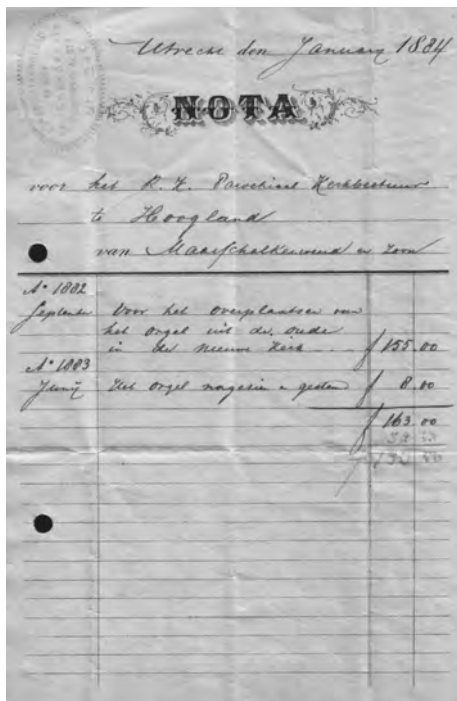 Utrecht den January 1884
NOTA
voor het R. K. Parochiaal Kerkbestuur
te Hoogland
van Maarschalkerweerd & Zoon
Ao 1882
September Voor het overplaatsen van
het orgel uit de oude
in de nieuwe Kerk f 155.00
Ao 1883
Junij Het orgel nagezien & gestemd f 8.00
f 163.00